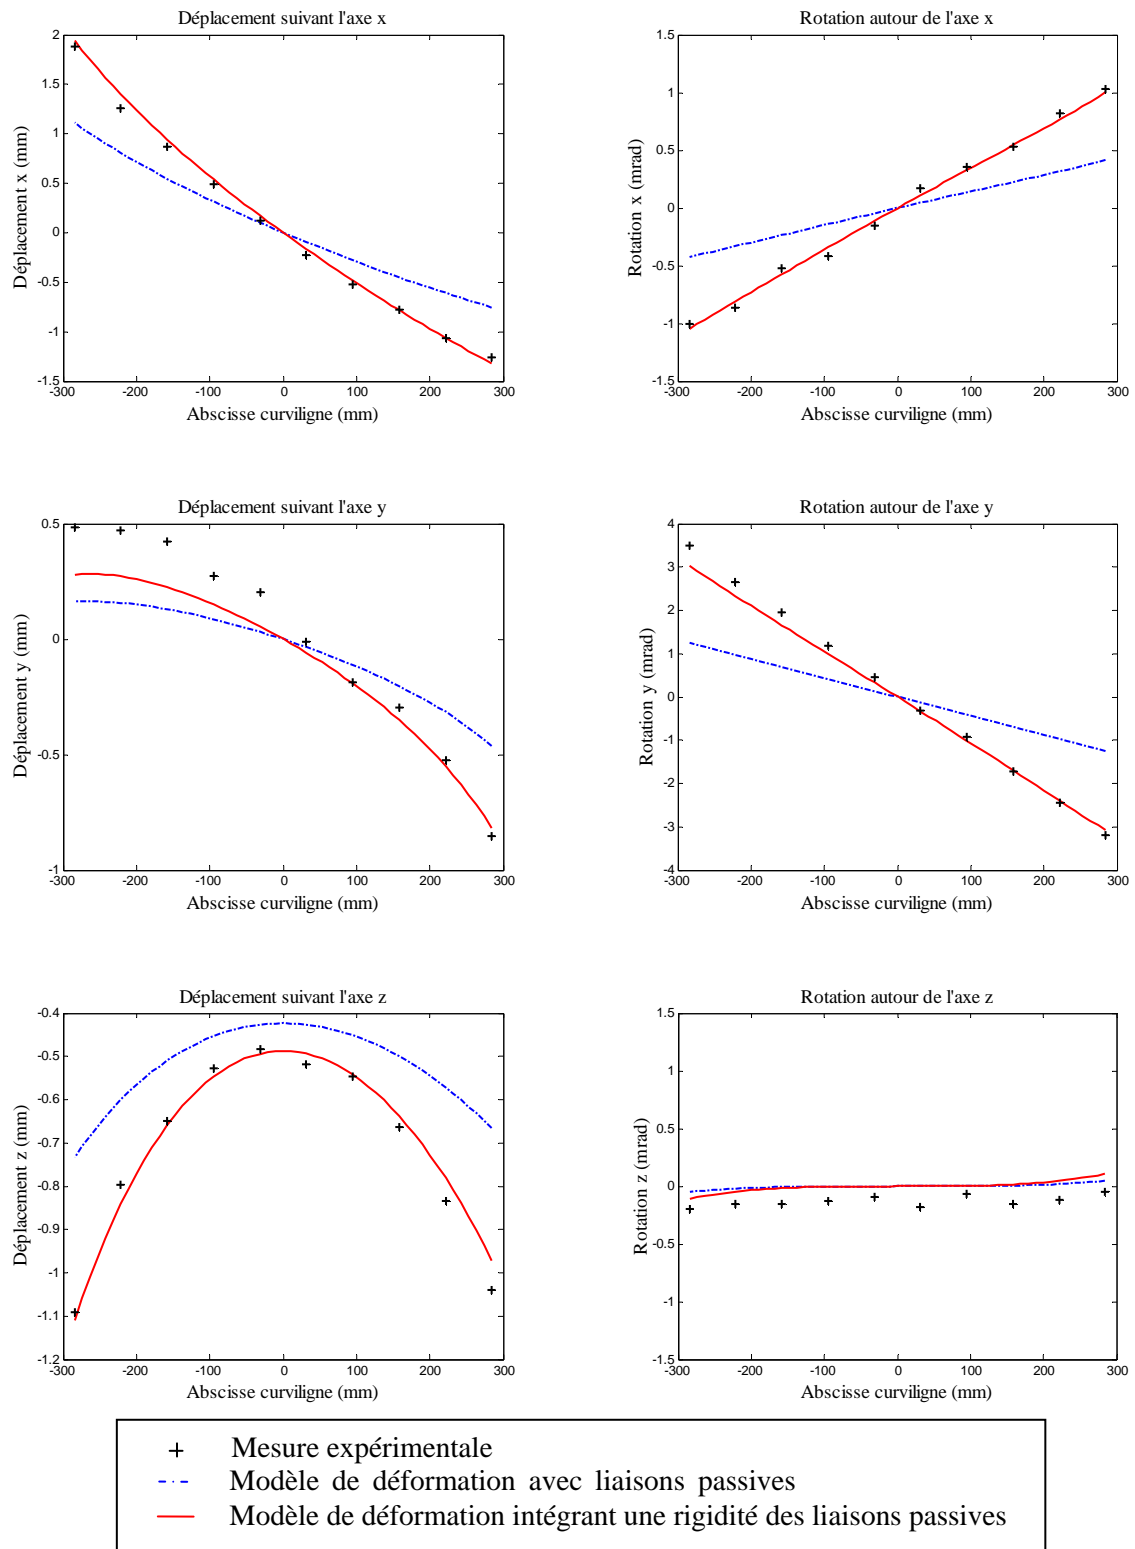 Déplacement suivant l'axe x
2
1.5
1
0.5
0
-0.5
-1
-1.5
Déplacement x (mm)
-300 -200 -100 0 100 200 300
Abscisse curviligne (mm)
Rotation autour de l'axe x
1.5
1
0.5
0
-0.5
-1
-1.5
Rotation x (mrad)
-300 -200 -100 0 100 200 300
Abscisse curviligne (mm)
Déplacement suivant l'axe y
0.5
0
-0.5
-1
Déplacement y (mm)
-300 -200 -100 0 100 200 300
Abscisse curviligne (mm)
Rotation autour de l'axe y
4
3
2
1
0
-1
-2
-3
-4
Rotation y (mrad)
-300 -200 -100 0 100 200 300
Abscisse curviligne (mm)
Déplacement suivant l'axe z
-0.4
-0.5
-0.6
-0.7
-0.8
-0.9
-1
-1.1
-1.2
Déplacement z (mm)
-300 -200 -100 0 100 200 300
Abscisse curviligne (mm)
Rotation autour de l'axe z
1.5
1
0.5
0
-0.5
-1
-1.5
Rotation z (mrad)
-300 -200 -100 0 100 200 300
Abscisse curviligne (mm)
Mesure expérimentale
Modèle de déformation avec liaisons passives
Modèle de déformation intégrant une rigidité des liaisons passives